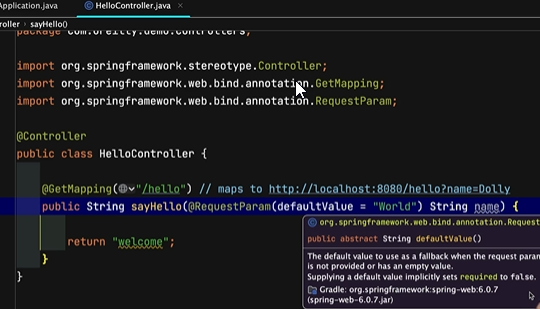 Application.java
HelloController.java ×
roller › sayHello()
package com.oreilly.demo.controllers;
import org.springframework.stereotype.Controller;
import org.springframework.web.bind.annotation.GetMapping;
import org.springframework.web.bind.annotation.RequestParam;
@Controller
public class HelloController {
@GetMapping("/hello") // maps to http://localhost:8080/hello?name=Dolly
public String sayHello(@RequestParam(defaultValue = "World") String name) {
return "welcome";
}
}
org.springframework.web.bind.annotation.Request
public abstract String defaultValue()
The default value to use as a fallback when the request param
is not provided or has an empty value.
Supplying a default value implicitly sets required to false.
Gradle: org.springframework:spring-web:6.0.7
(spring-web-6.0.7.jar)